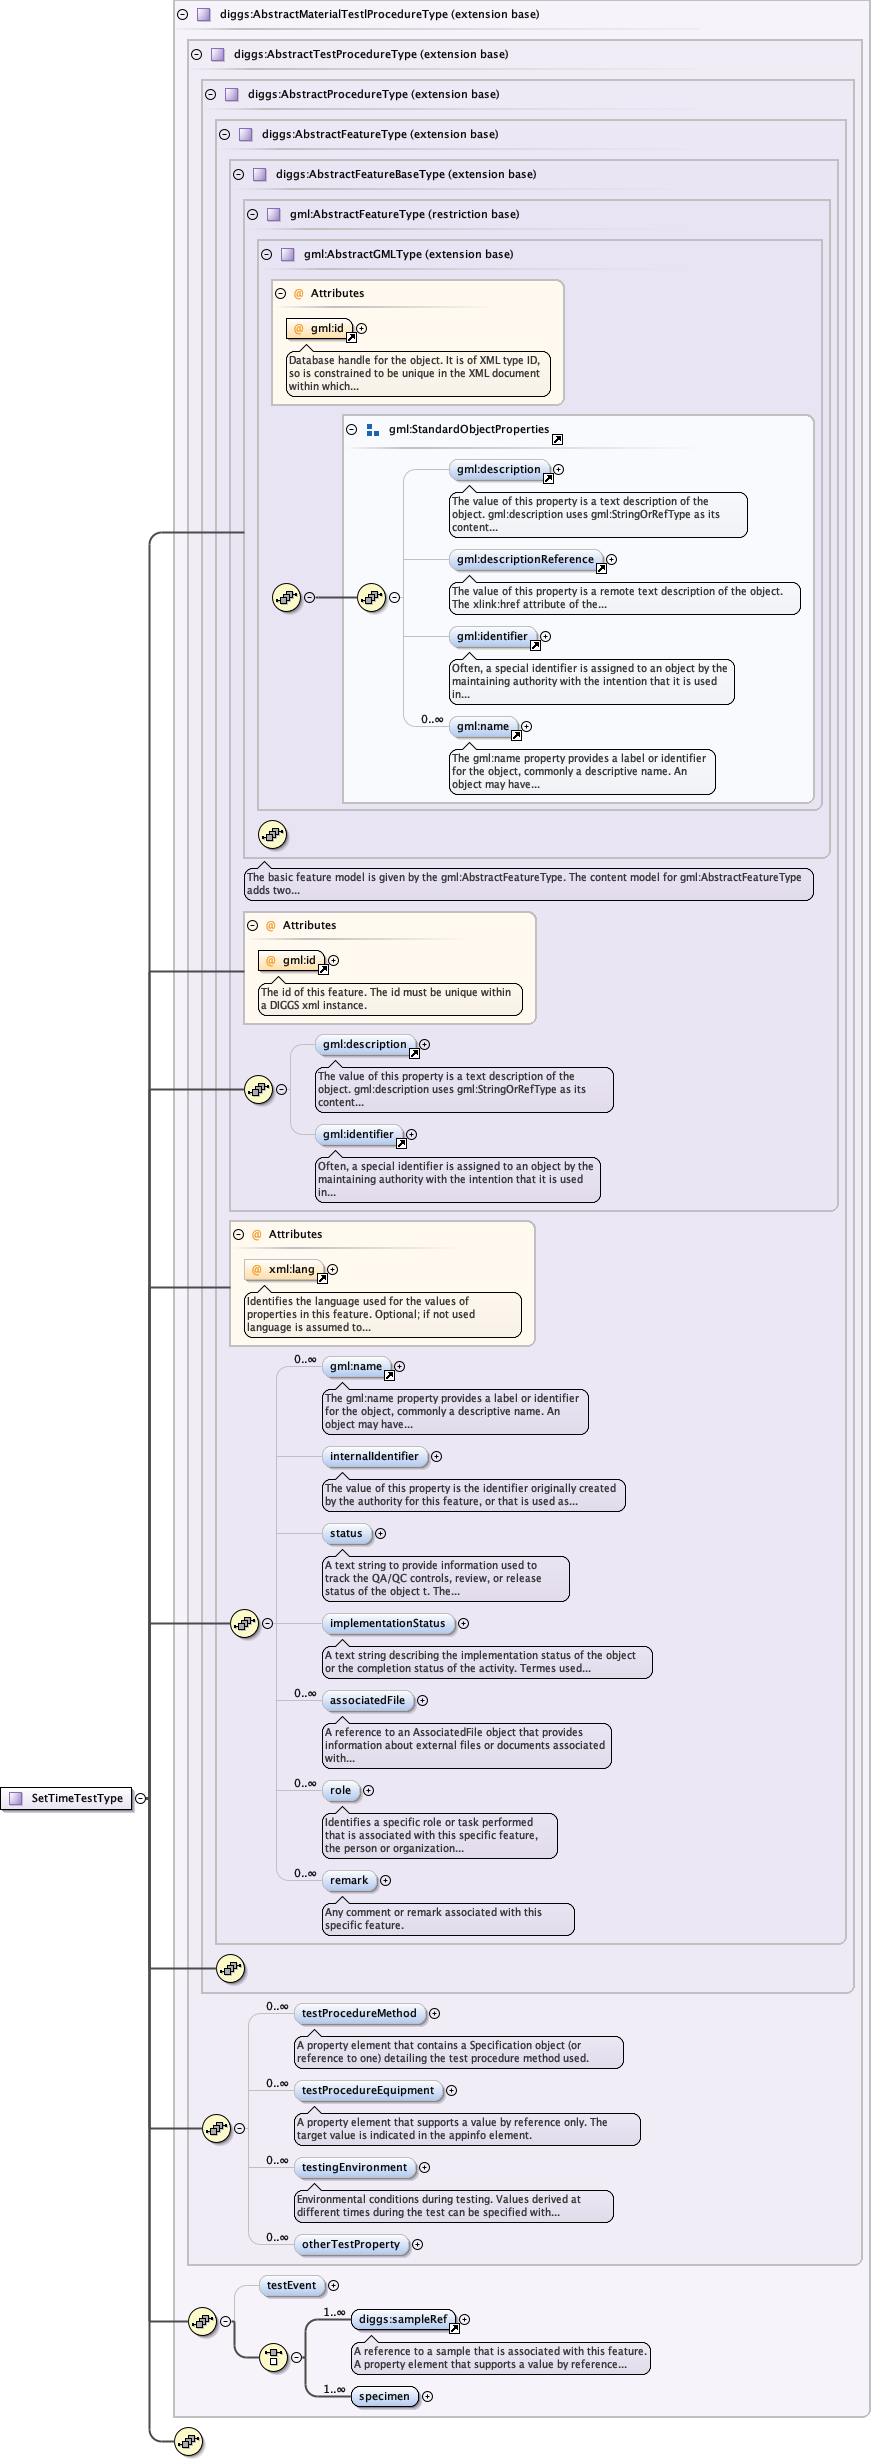 diggs:AbstractMaterialTestIProcedureType (extension base)
diggs:AbstractTestProcedureType (extension base)
diggs:AbstractProcedureType (extension base)
diggs:AbstractFeatureType (extension base)
diggs:AbstractFeatureBaseType (extension base)
gml:AbstractFeatureType (restriction base)
gml:AbstractGMLType (extension base)
@ Attributes
@ gml:id
Database handle for the object. It is of XML type ID,
so is constrained to be unique in the XML document
within which...
gml:StandardObjectProperties
gml:description
The value of this property is a text description of the
object. gml:description uses gml:StringOrRefType as its
content...
gml:descriptionReference
The value of this property is a remote text description of the object.
The xlink:href attribute of the...
gml:identifier
Often, a special identifier is assigned to an object by the
maintaining authority with the intention that it is used
in...
0..∞
gml:name
The gml:name property provides a label or identifier
for the object, commonly a descriptive name. An
object may have...
The basic feature model is given by the gml:AbstractFeatureType. The content model for gml:AbstractFeatureType
adds two...
@ Attributes
@ gml:id
The id of this feature. The id must be unique within
a DIGGS xml instance.
gml:description
The value of this property is a text description of the
object. gml:description uses gml:StringOrRefType as its
content...
gml:identifier
Often, a special identifier is assigned to an object by the
maintaining authority with the intention that it is used
in...
@ Attributes
@ xml:lang
Identifies the language used for the values of
properties in this feature. Optional; if not used
language is assumed to...
0..∞
gml:name
The gml:name property provides a label or identifier
for the object, commonly a descriptive name. An
object may have...
internalIdentifier
The value of this property is the identifier originally created
by the authority for this feature, or that is used as...
status
A text string to provide information used to
track the QA/QC controls, review, or release
status of the object t. The...
implementationStatus
A text string describing the implementation status of the object
or the completion status of the activity. Termes used...
0..∞
associatedFile
A reference to an AssociatedFile object that provides
information about external files or documents associated
with...
0..∞
role
Identifies a specific role or task performed
that is associated with this specific feature,
the person or organization...
SetTimeTestType
0..∞
remark
Any comment or remark associated with this
specific feature.
0..∞
testProcedureMethod
A property element that contains a Specification object (or
reference to one) detailing the test procedure method used.
0..∞
testProcedureEquipment
A property element that supports a value by reference only. The
target value is indicated in the appinfo element.
0..∞
testingEnvironment
Environmental conditions during testing. Values derived at
different times during the test can be specified with...
0..∞
otherTestProperty
testEvent
1..∞
diggs:sampleRef
A reference to a sample that is associated with this feature.
A property element that supports a value by reference...
1..∞
specimen